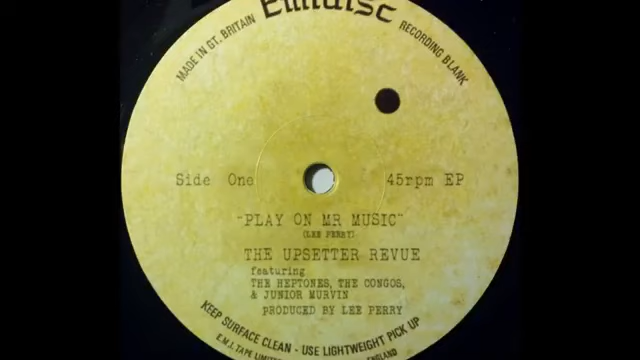 Emidisc
MADE IN GT. BRITAIN
RECORDING BLANK
Side One
45rpm EP
"PLAY ON MR MUSIC"
(LEE PERRY)
THE UPSETTER REVUE
featuring
THE HEPTONES, THE CONGOS,
& JUNIOR MURVIN
PRODUCED BY LEE PERRY
KEEP SURFACE CLEAN - USE LIGHTWEIGHT PICK UP
E.M.I. TAPE LIMITED
ENGLAND